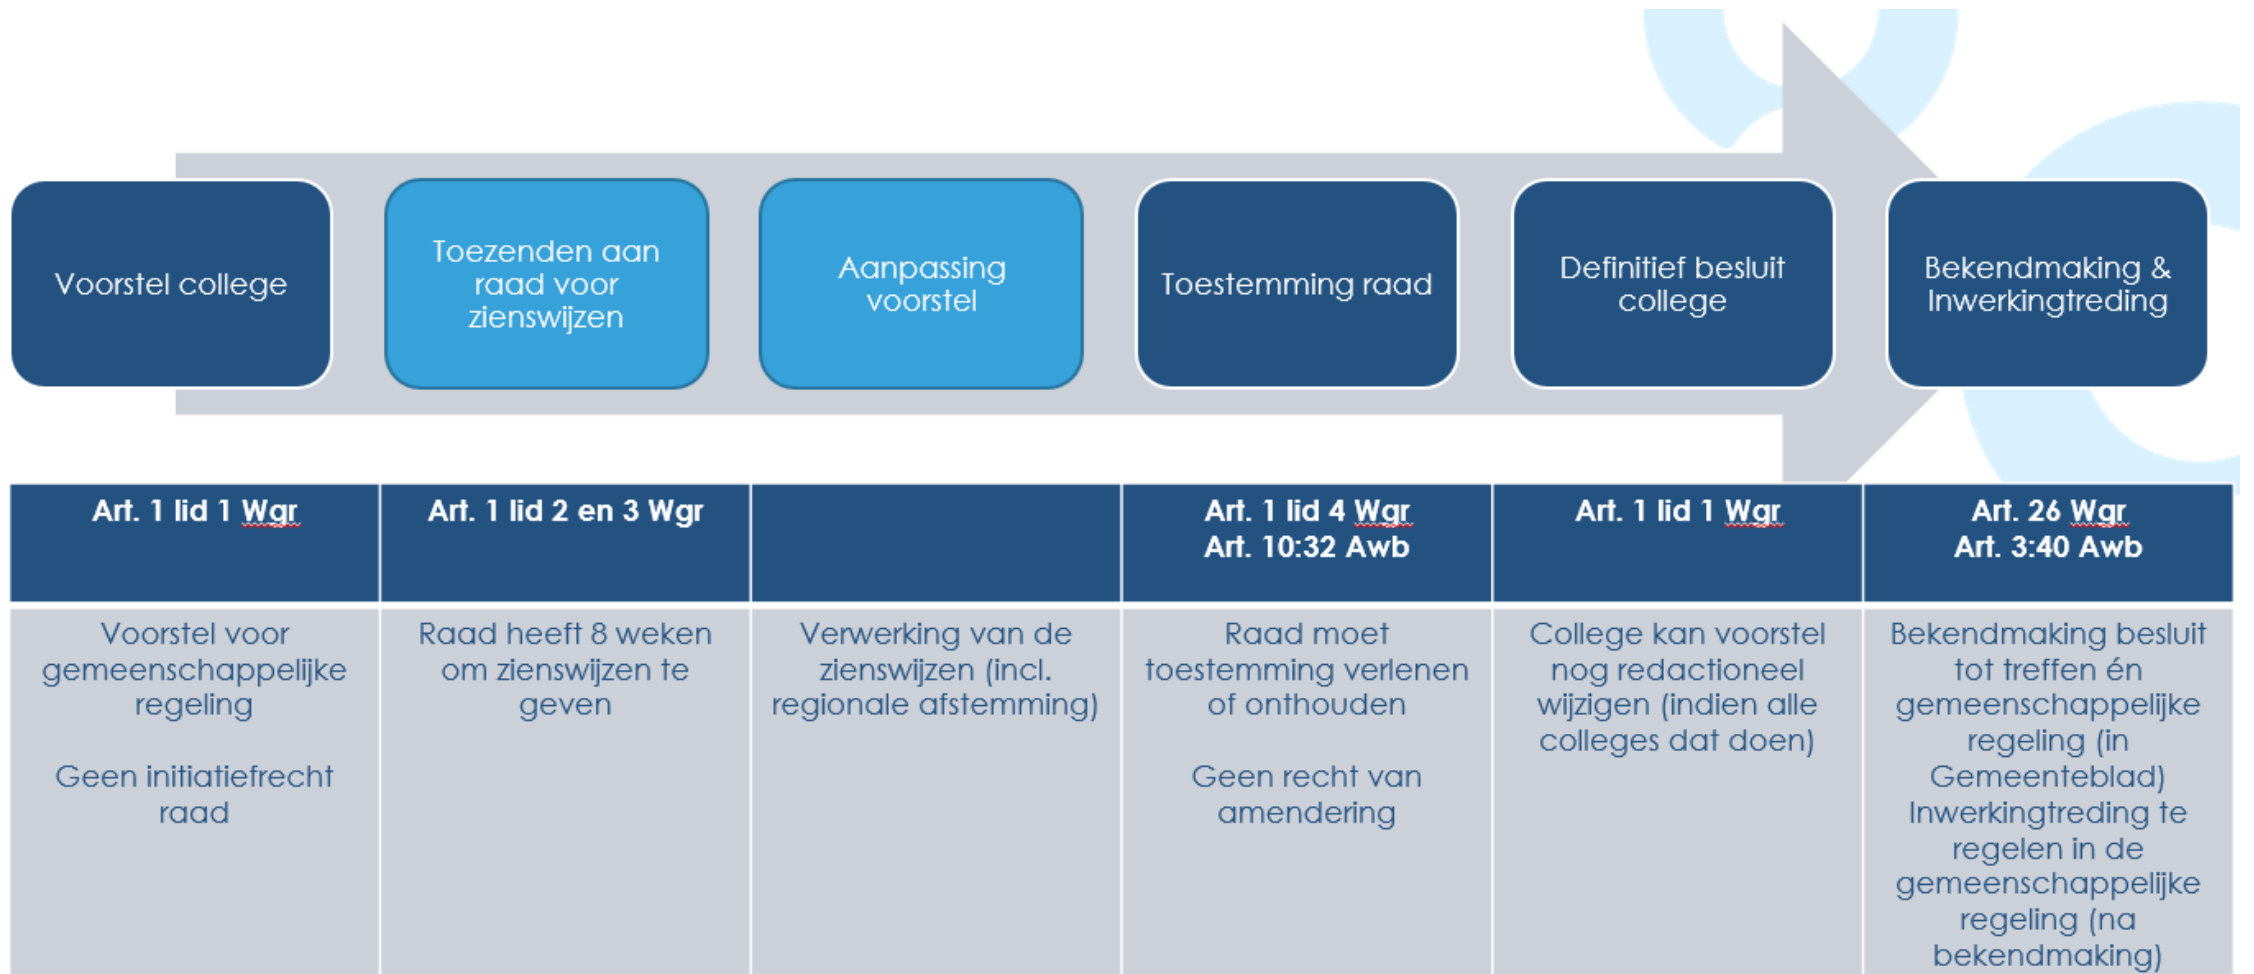 Voorstel college
Toezenden aan
raad voor
zienswijzen
Aanpassing
voorstel
Toestemming raad
Definitief besluit
college
Bekendmaking &
Inwerkingtreding
Art. 1 lid 1 Wgr
Art. 1 lid 2 en 3 Wgr
Art. 1 lid 4 Wgr
Art. 10:32 Awb
Art. 1 lid 1 Wgr
Art. 26 Wgr
Art. 3:40 Awb
Voorstel voor
gemeenschappelijke
regeling
Geen initiatiefrecht
raad
Raad heeft 8 weken
om zienswijzen te
geven
Verwerking van de
zienswijzen (incl.
regionale afstemming)
Raad moet
toestemming verlenen
of onthouden
Geen recht van
amendering
College kan voorstel
nog redactioneel
wijzigen (indien alle
colleges dat doen)
Bekendmaking besluit
tot treffen én
gemeenschappelijke
regeling (in
Gemeenteblad)
Inwerkingtreding te
regelen in de
gemeenschappelijke
regeling (na
bekendmaking)